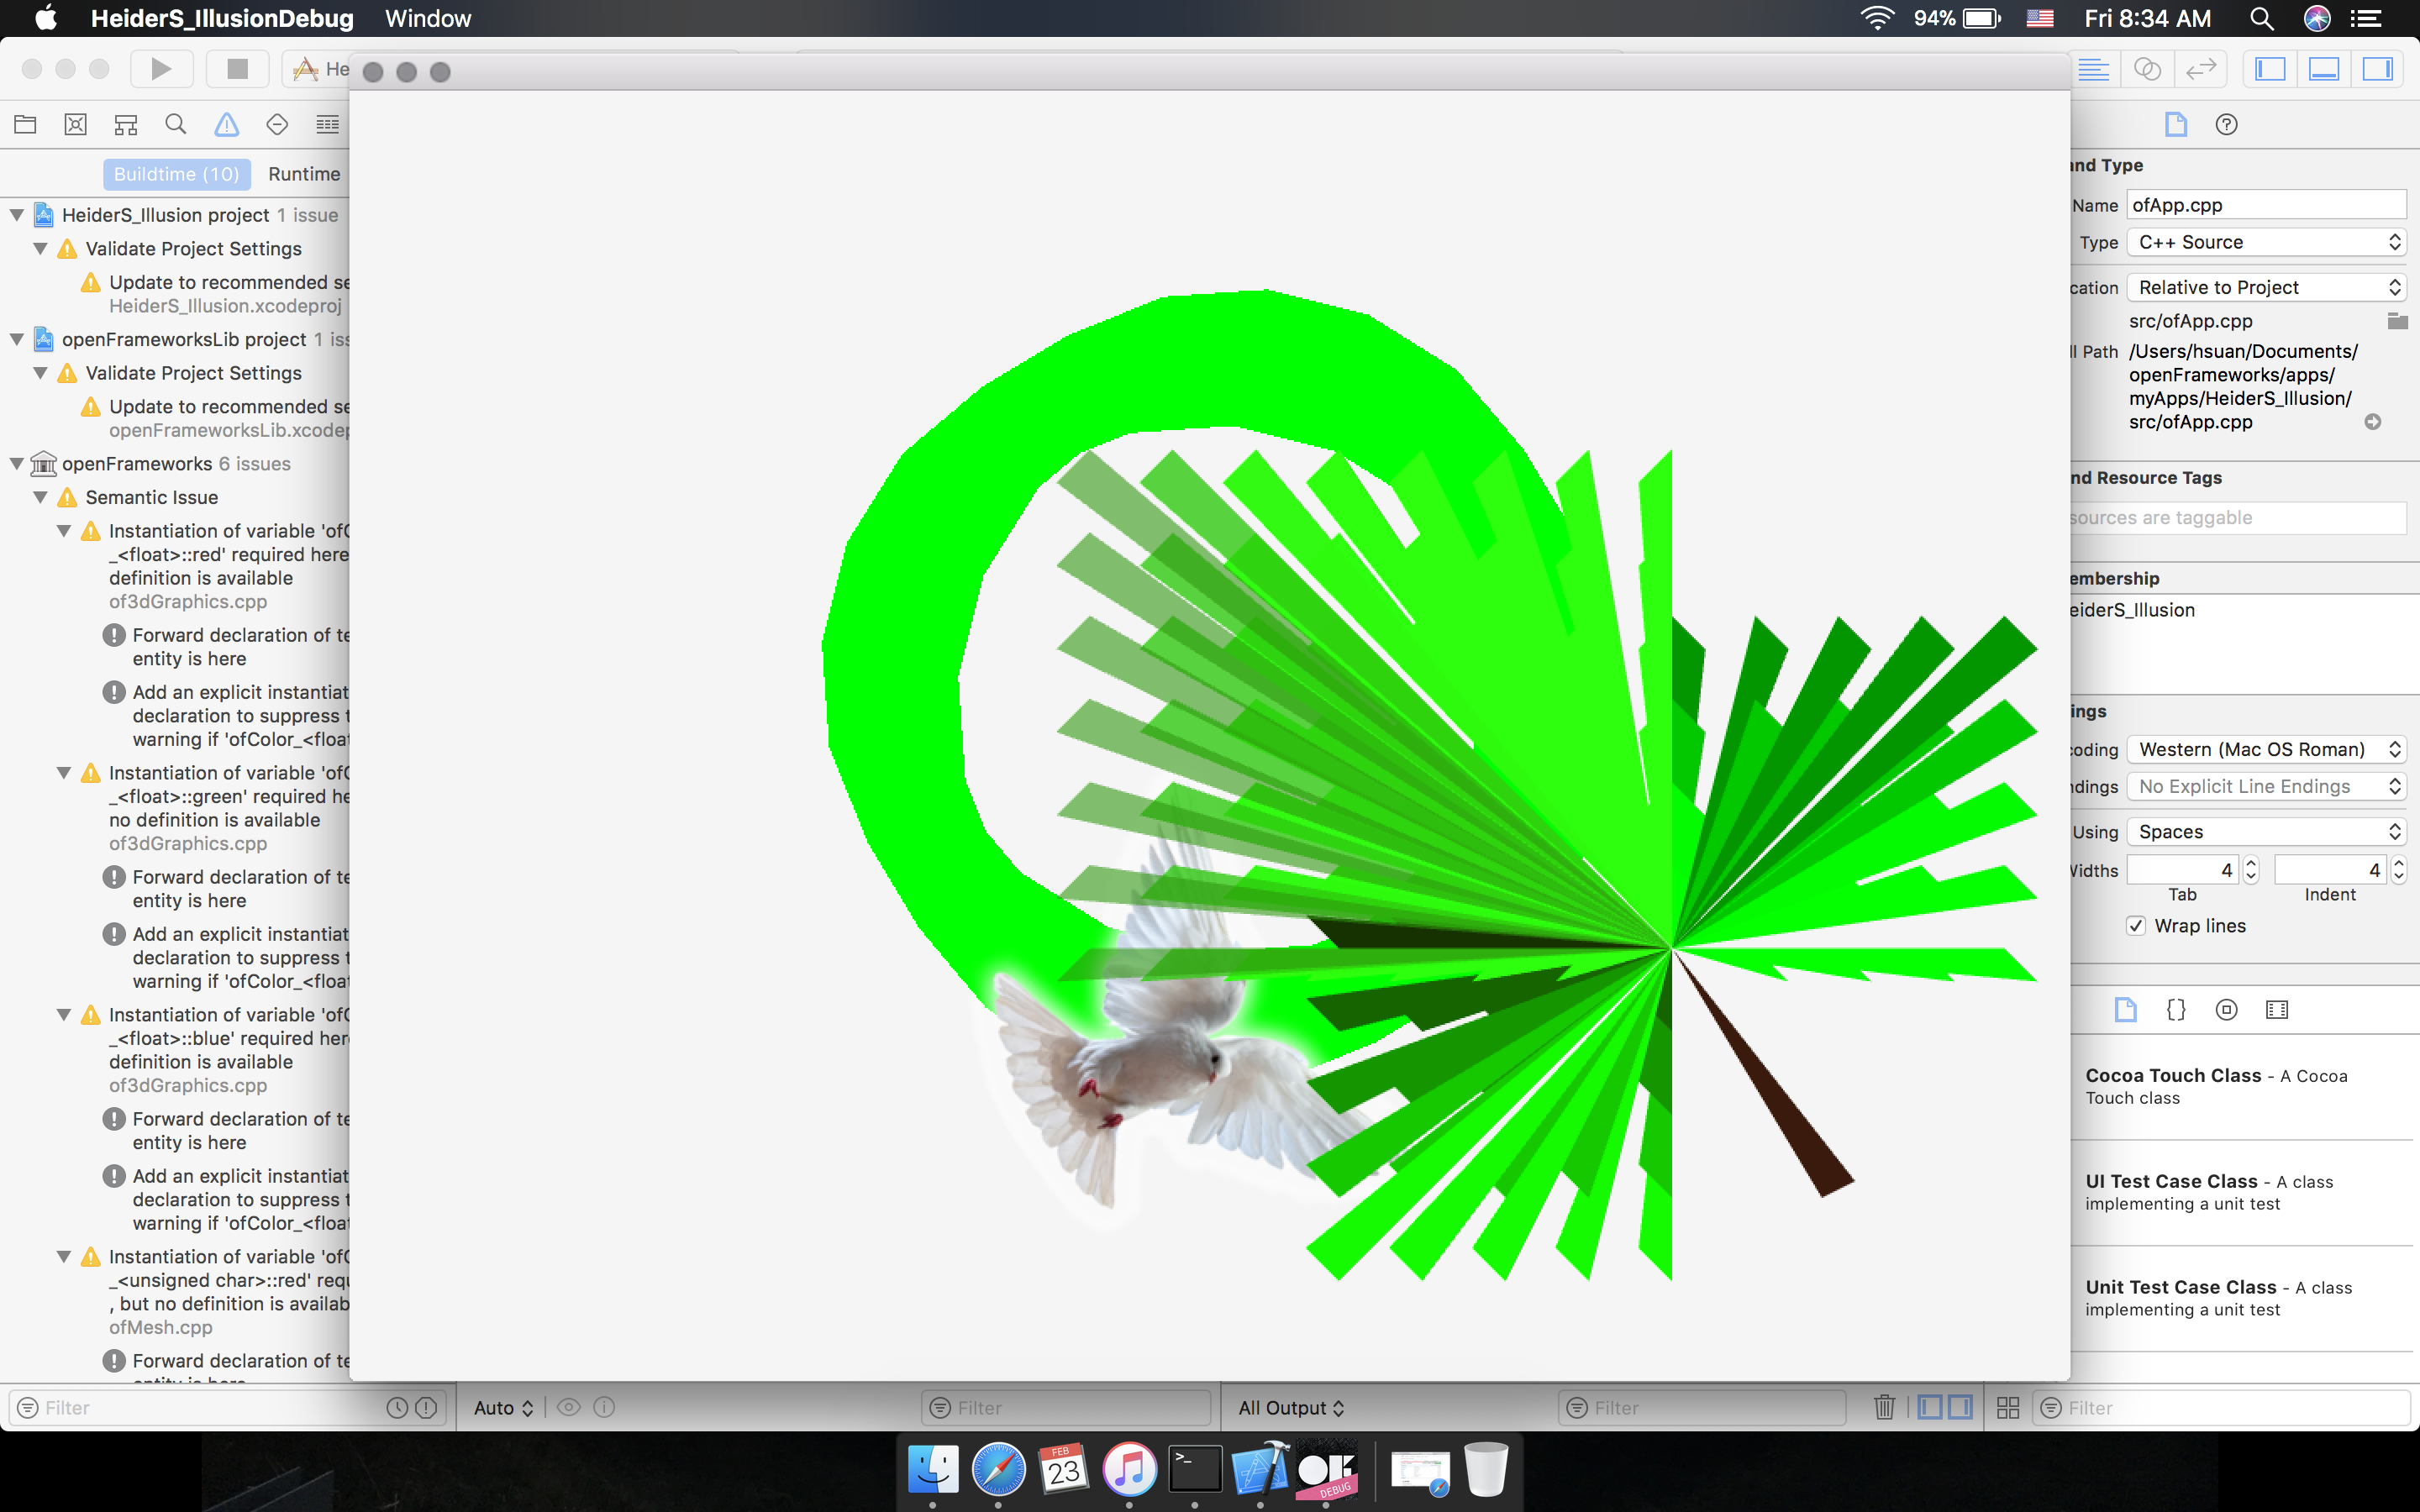 HeiderS_IllusionDebug Window 94% Fri 8:34 AM
He
Buildtime (10) Runtime
HeiderS_Illusion project 1 issue
Validate Project Settings
Update to recommended se
HeiderS_Illusion.xcodeproj
openFrameworksLib project 1 iss
Validate Project Settings
Update to recommended se
openFrameworksLib.xcodep
openFrameworks 6 issues
Semantic Issue
Instantiation of variable 'ofC
_<float>::red' required here
definition is available
of3dGraphics.cpp
Forward declaration of te
entity is here
Add an explicit instantiat
declaration to suppress t
warning if 'ofColor_<float
Instantiation of variable 'ofC
_<float>::green' required he
no definition is available
of3dGraphics.cpp
Forward declaration of te
entity is here
Add an explicit instantiat
declaration to suppress t
warning if 'ofColor_<float
Instantiation of variable 'ofC
_<float>::blue' required her
definition is available
of3dGraphics.cpp
Forward declaration of te
entity is here
Add an explicit instantiat
declaration to suppress t
warning if 'ofColor_<float
Instantiation of variable 'ofC
_<unsigned char>::red' requ
, but no definition is availab
ofMesh.cpp
Forward declaration of te
Filter
Auto
Filter
All Output
Filter
Filter
and Type
Name ofApp.cpp
Type C++ Source
cation Relative to Project
src/ofApp.cpp
ll Path /Users/hsuan/Documents/
openFrameworks/apps/
myApps/HeiderS_Illusion/
src/ofApp.cpp
nd Resource Tags
sources are taggable
embership
eiderS_Illusion
ings
coding Western (Mac OS Roman)
ndings No Explicit Line Endings
Using Spaces
Widths 4 4
Tab Indent
Wrap lines
{}
Cocoa Touch Class - A Cocoa
Touch class
UI Test Case Class - A class
implementing a unit test
Unit Test Case Class - A class
implementing a unit test
FEB
23
>_
OF
DEBUG